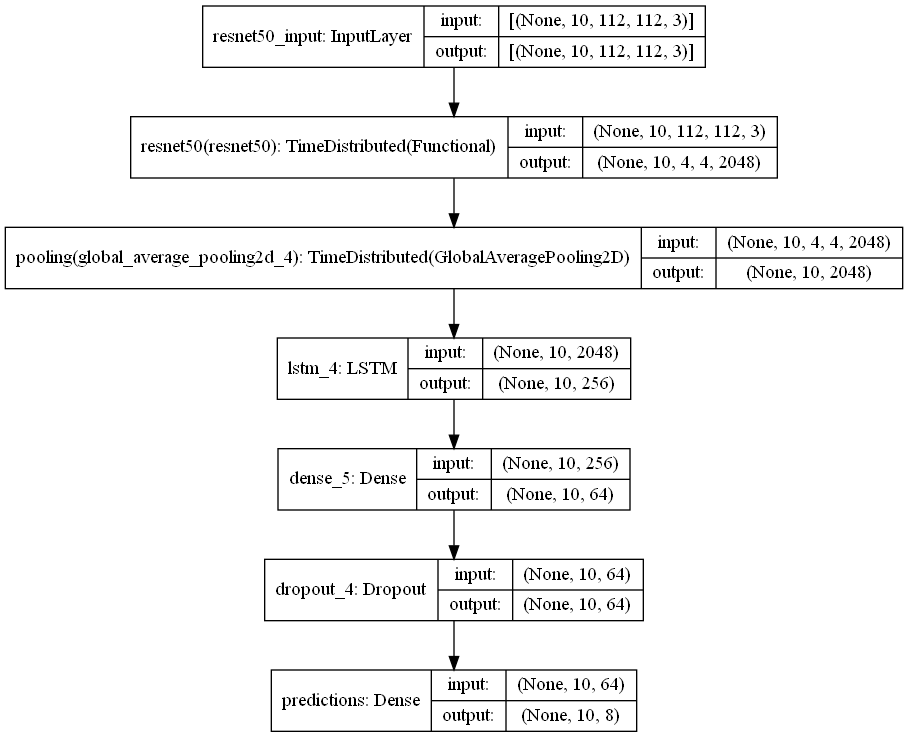 resnet50_input: InputLayer
input:
[(None, 10, 112, 112, 3)]
output:
[(None, 10, 112, 112, 3)]
resnet50(resnet50): TimeDistributed(Functional)
input:
(None, 10, 112, 112, 3)
output:
(None, 10, 4, 4, 2048)
pooling(global_average_pooling2d_4): TimeDistributed(GlobalAveragePooling2D)
input:
(None, 10, 4, 4, 2048)
output:
(None, 10, 2048)
lstm_4: LSTM
input:
(None, 10, 2048)
output:
(None, 10, 256)
dense_5: Dense
input:
(None, 10, 256)
output:
(None, 10, 64)
dropout_4: Dropout
input:
(None, 10, 64)
output:
(None, 10, 64)
predictions: Dense
input:
(None, 10, 64)
output:
(None, 10, 8)